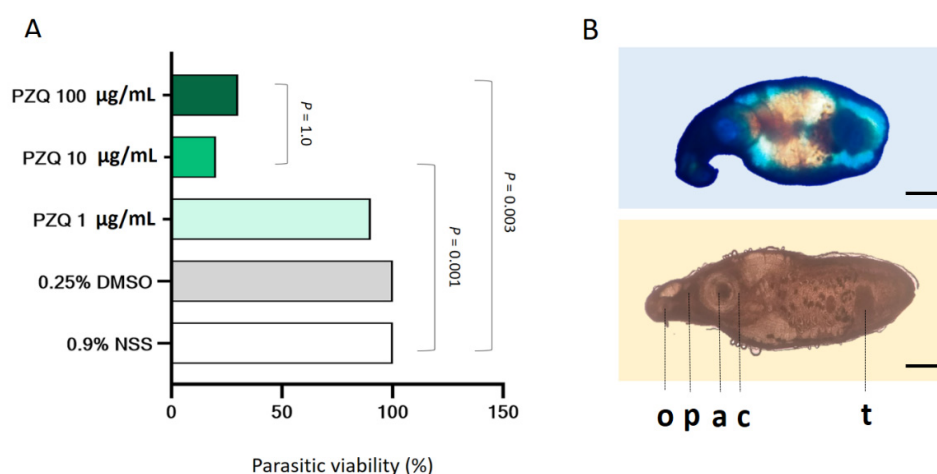 A
PZQ 100 µg/mL
PZQ 10 µg/mL
PZQ 1 µg/mL
0.25% DMSO
0.9% NSS
P = 1.0
P = 0.001
P = 0.003
0 50 100 150
Parasitic viability (%)
B
o p a c t